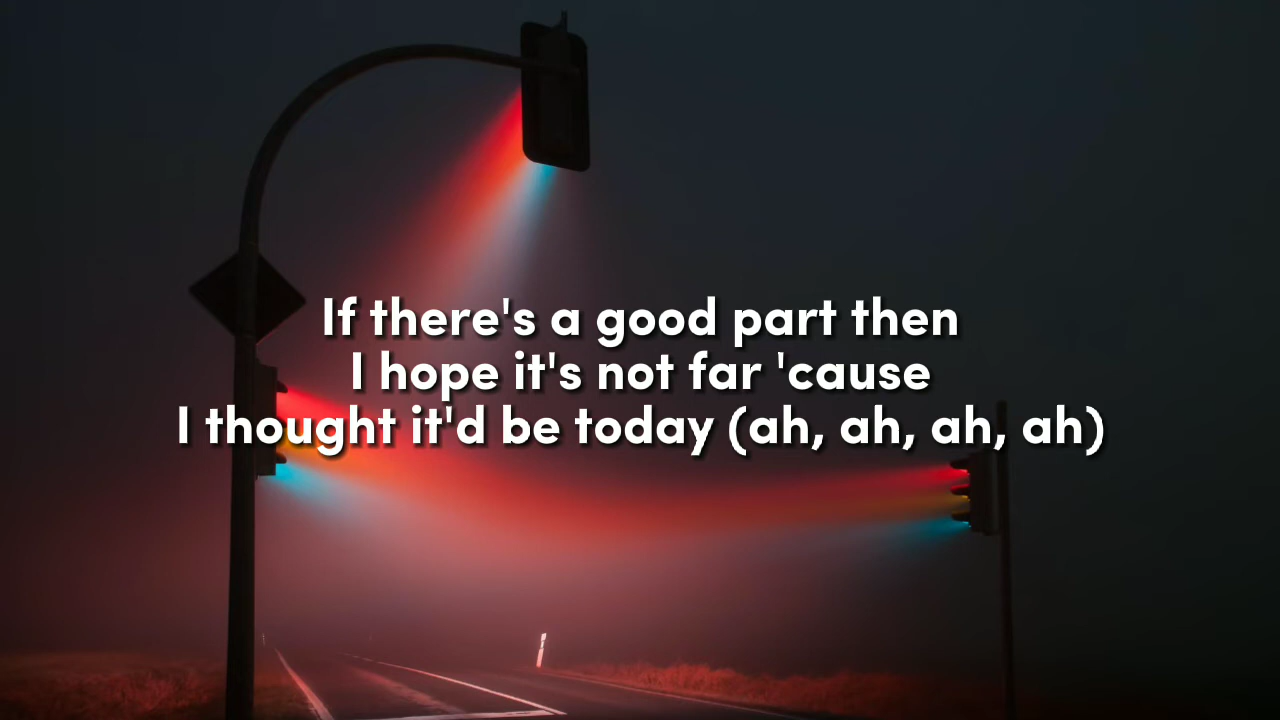 If there's a good part then
I hope it's not far 'cause
I thought it'd be today (ah, ah, ah, ah)